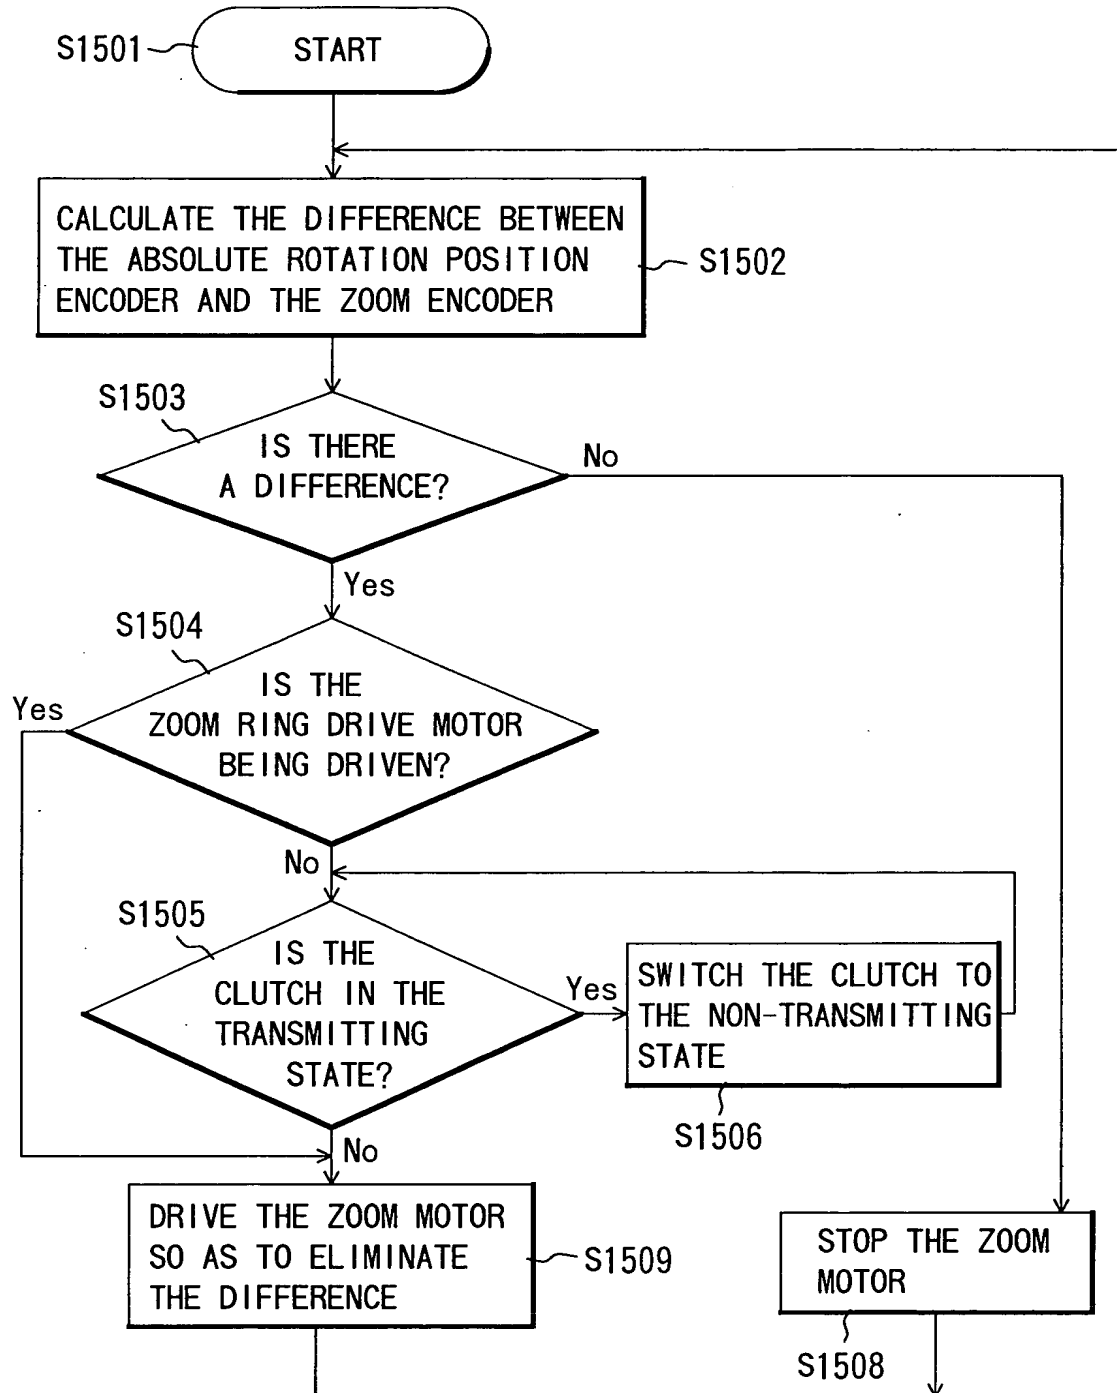 S1501
START
CALCULATE THE DIFFERENCE BETWEEN
THE ABSOLUTE ROTATION POSITION
ENCODER AND THE ZOOM ENCODER
S1502
S1503
IS THERE
A DIFFERENCE?
No
Yes
S1504
IS THE
ZOOM RING DRIVE MOTOR
BEING DRIVEN?
Yes
No
S1505
IS THE
CLUTCH IN THE
TRANSMITTING
STATE?
Yes
SWITCH THE CLUTCH TO
THE NON-TRANSMITTING
STATE
S1506
No
DRIVE THE ZOOM MOTOR
SO AS TO ELIMINATE
THE DIFFERENCE
S1509
STOP THE ZOOM
MOTOR
S1508